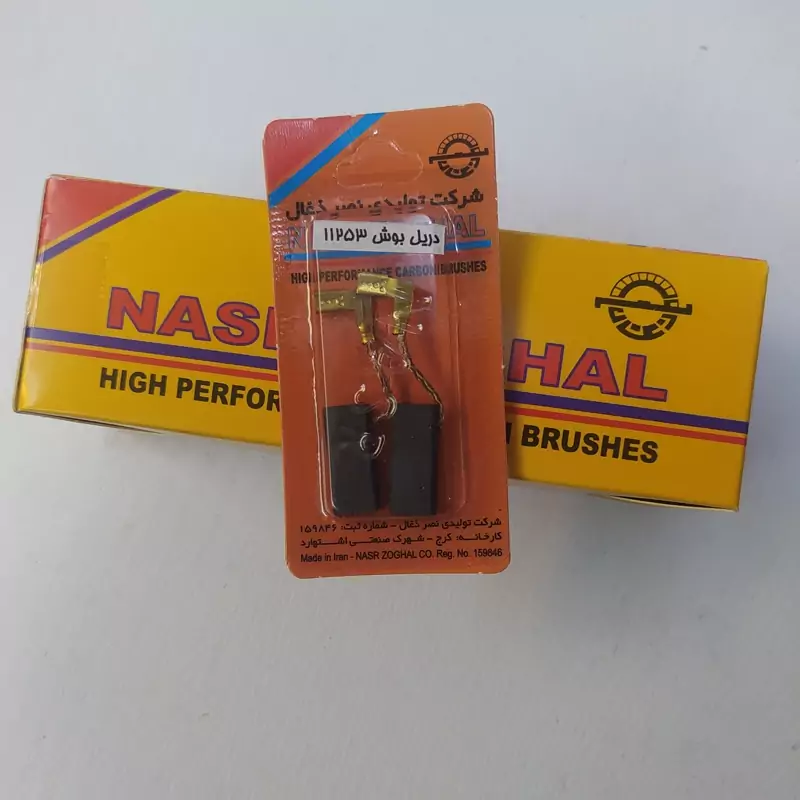 شرکت تولیدی نصر ذغال
دریل بوش ۱۱۲۵۳
HIGH PERFORMANCE CARBON BRUSHES
شرکت تولیدی نصر ذغال - شماره ثبت: ۱۵۹۸۴۶
کارخانه: کرج - شهرک صنعتی اشتهارد
Made in Iran - NASR ZOGHAL CO. Reg. No. 159846
NAS
HIGH PERFOR
HAL
BRUSHES